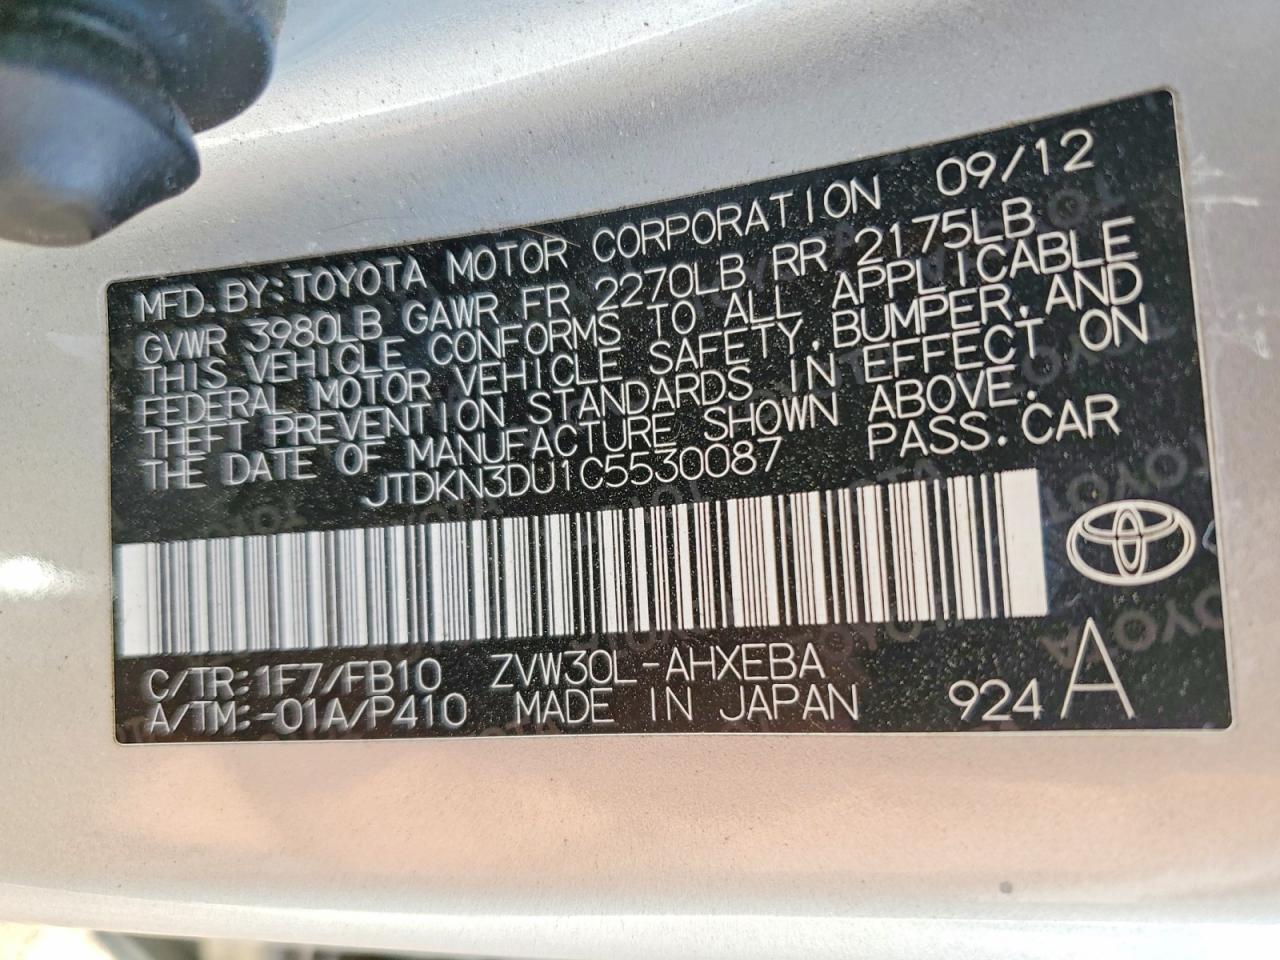 MFD. BY: TOYOTA MOTOR CORPORATION 09/12
GVWR 3980LB GAWR FR 2270LB RR 2175LB
THIS VEHICLE CONFORMS TO ALL APPLICABLE
FEDERAL MOTOR VEHICLE SAFETY, BUMPER, AND
THEFT PREVENTION STANDARDS IN EFFECT ON
THE DATE OF MANUFACTURE SHOWN ABOVE.
JTDKN3DU1C5530087 PASS. CAR
C/TR: 1F7/FB10 ZVW30L-AHXEBA
A/TM: -01A/P410 MADE IN JAPAN 924 A